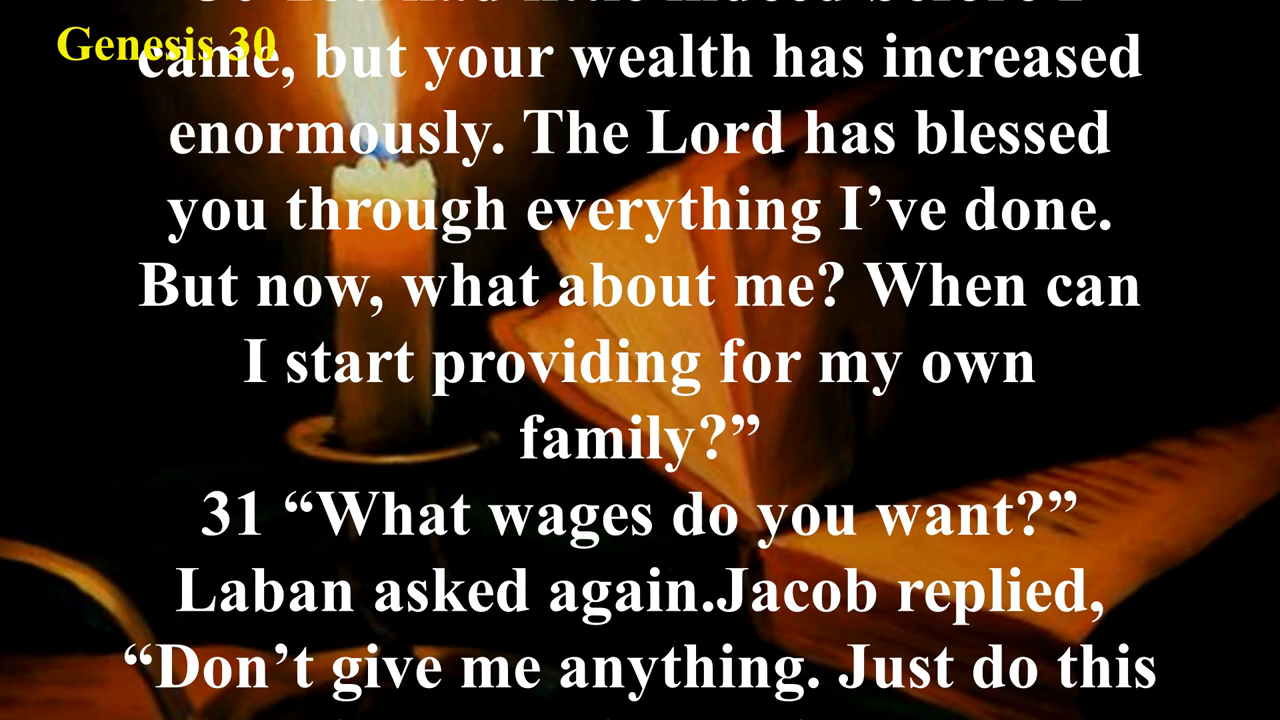 Genesis 30
came, but your wealth has increased
enormously. The Lord has blessed
you through everything I’ve done.
But now, what about me? When can
I start providing for my own
family?”
31 “What wages do you want?”
Laban asked again.Jacob replied,
“Don’t give me anything. Just do this